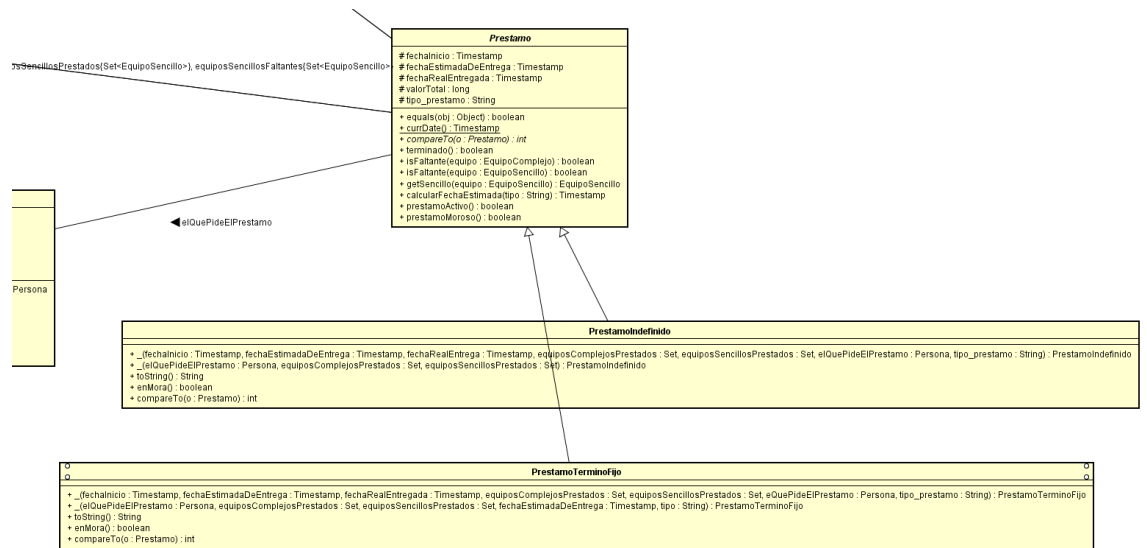 Prestamo
# fechaInicio : Timestamp
# fechaEstimadaDeEntrega : Timestamp
# fechaRealEntregada : Timestamp
# valorTotal : long
# tipo_prestamo : String
+ equals(obj : Object) : boolean
+ currDate() : Timestamp
+ compareTo(o : Prestamo) : int
+ terminado() : boolean
+ isFaltante(equipo : EquipoComplejo) : boolean
+ isFaltante(equipo : EquipoSencillo) : boolean
+ getSencillo(equipo : EquipoSencillo) : EquipoSencillo
+ calcularFechaEstimada(tipo : String) : Timestamp
+ prestamoActivo() : boolean
+ prestamoMoroso() : boolean
sSencillosPrestados{Set<EquipoSencillo>}, equiposSencillosFaltantes{Set<EquipoSencillo>
◀ elQuePideElPrestamo
Persona
PrestamoIndefinido
+ _(fechaInicio : Timestamp, fechaEstimadaDeEntrega : Timestamp, fechaRealEntrega : Timestamp, equiposComplejosPrestados : Set, equiposSencillosPrestados : Set, elQuePideElPrestamo : Persona, tipo_prestamo : String) : PrestamoIndefinido
+ _(elQuePideElPrestamo : Persona, equiposComplejosPrestados : Set, equiposSencillosPrestados : Set) : PrestamoIndefinido
+ toString() : String
+ enMora() : boolean
+ compareTo(o : Prestamo) : int
PrestamoTerminoFijo
+ _(fechaInicio : Timestamp, fechaEstimadaDeEntrega : Timestamp, fechaRealEntregada : Timestamp, equiposComplejosPrestados : Set, equiposSencillosPrestados : Set, eQuePideElPrestamo : Persona, tipo_prestamo : String) : PrestamoTerminoFijo
+ _(elQuePideElPrestamo : Persona, equiposComplejosPrestados : Set, equiposSencillosPrestados : Set, fechaEstimadaDeEntrega : Timestamp, tipo : String) : PrestamoTerminoFijo
+ toString() : String
+ enMora() : boolean
+ compareTo(o : Prestamo) : int